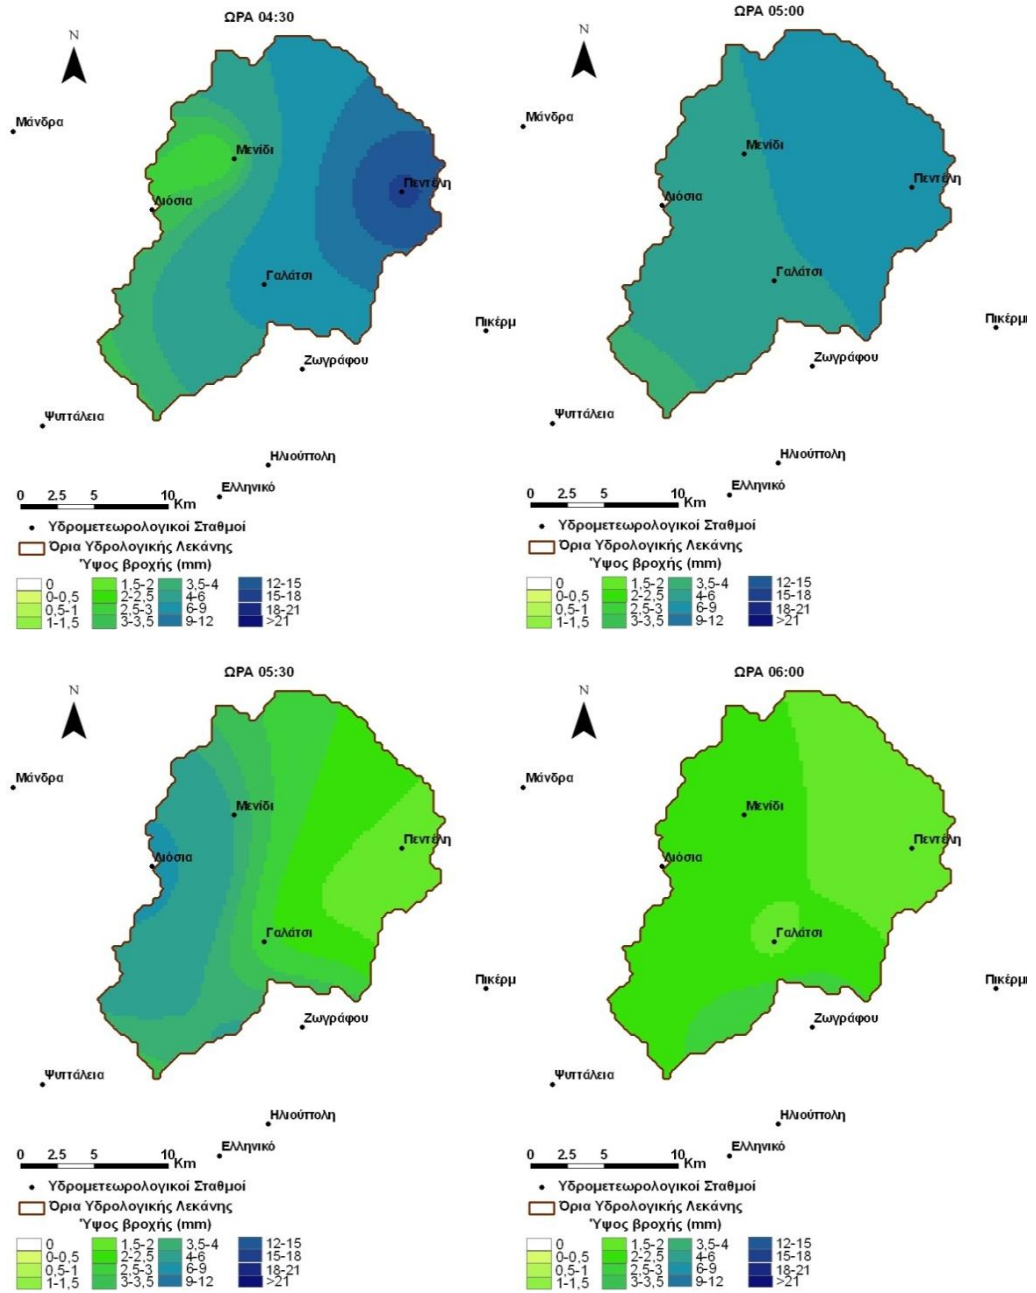 ΩΡΑ 04:30
N
Μάνδρα
Μενίδι
Πεντέλη
Λιόσια
Γαλάτσι
Πικέρμ
Ζωγράφου
Ψυττάλεια
Ηλιούπολη
Ελληνικό
0 2.5 5 10 Km
Υδρομετεωρολογικοί Σταθμοί
Όρια Υδρολογικής Λεκάνης
Ύψος βροχής (mm)
0 1,5-2 3,5-4 12-15
0-0,5 2-2,5 4-6 15-18
0,5-1 2,5-3 6-9 18-21
1-1,5 3-3,5 9-12 >21
ΩΡΑ 05:00
N
Μάνδρα
Μενίδι
Πεντέλη
Λιόσια
Γαλάτσι
Πικέρμι
Ζωγράφου
Ψυττάλεια
Ηλιούπολη
Ελληνικό
0 2.5 5 10 Km
Υδρομετεωρολογικοί Σταθμοί
Όρια Υδρολογικής Λεκάνης
Ύψος βροχής (mm)
0 1,5-2 3,5-4 12-15
0-0,5 2-2,5 4-6 15-18
0,5-1 2,5-3 6-9 18-21
1-1,5 3-3,5 9-12 >21
ΩΡΑ 05:30
N
Μάνδρα
Μενίδι
Πεντέλη
Λιόσια
Γαλάτσι
Πικέρμ
Ζωγράφου
Ψυττάλεια
Ηλιούπολη
Ελληνικό
0 2.5 5 10 Km
Υδρομετεωρολογικοί Σταθμοί
Όρια Υδρολογικής Λεκάνης
Ύψος βροχής (mm)
0 1,5-2 3,5-4 12-15
0-0,5 2-2,5 4-6 15-18
0,5-1 2,5-3 6-9 18-21
1-1,5 3-3,5 9-12 >21
ΩΡΑ 06:00
N
Μάνδρα
Μενίδι
Πεντέλη
Λιόσια
Γαλάτσι
Πικέρμι
Ζωγράφου
Ψυττάλεια
Ηλιούπολη
Ελληνικό
0 2.5 5 10 Km
Υδρομετεωρολογικοί Σταθμοί
Όρια Υδρολογικής Λεκάνης
Ύψος βροχής (mm)
0 1,5-2 3,5-4 12-15
0-0,5 2-2,5 4-6 15-18
0,5-1 2,5-3 6-9 18-21
1-1,5 3-3,5 9-12 >21